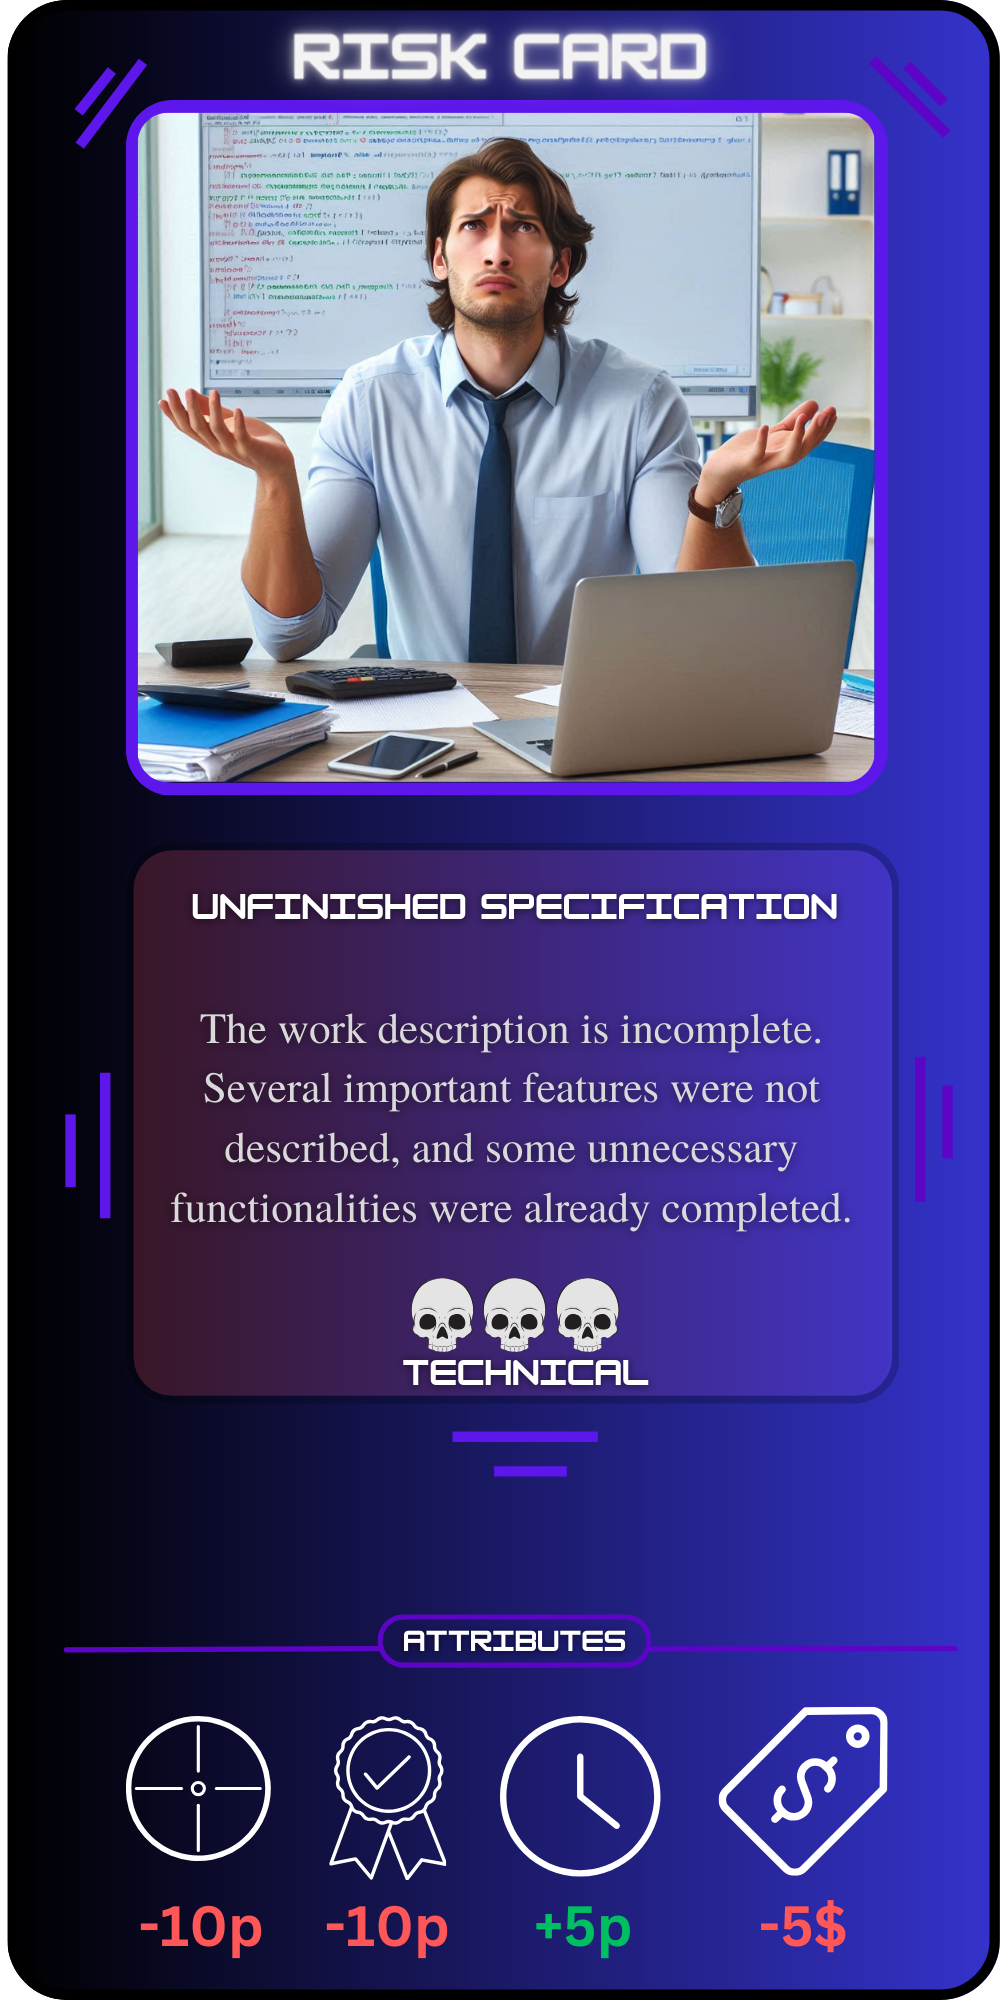 RISK CARD
UNFINISHED SPECIFICATION
The work description is incomplete.
Several important features were not
described, and some unnecessary
functionalities were already completed.
TECHNICAL
ATTRIBUTES
-10p -10p +5p -5$